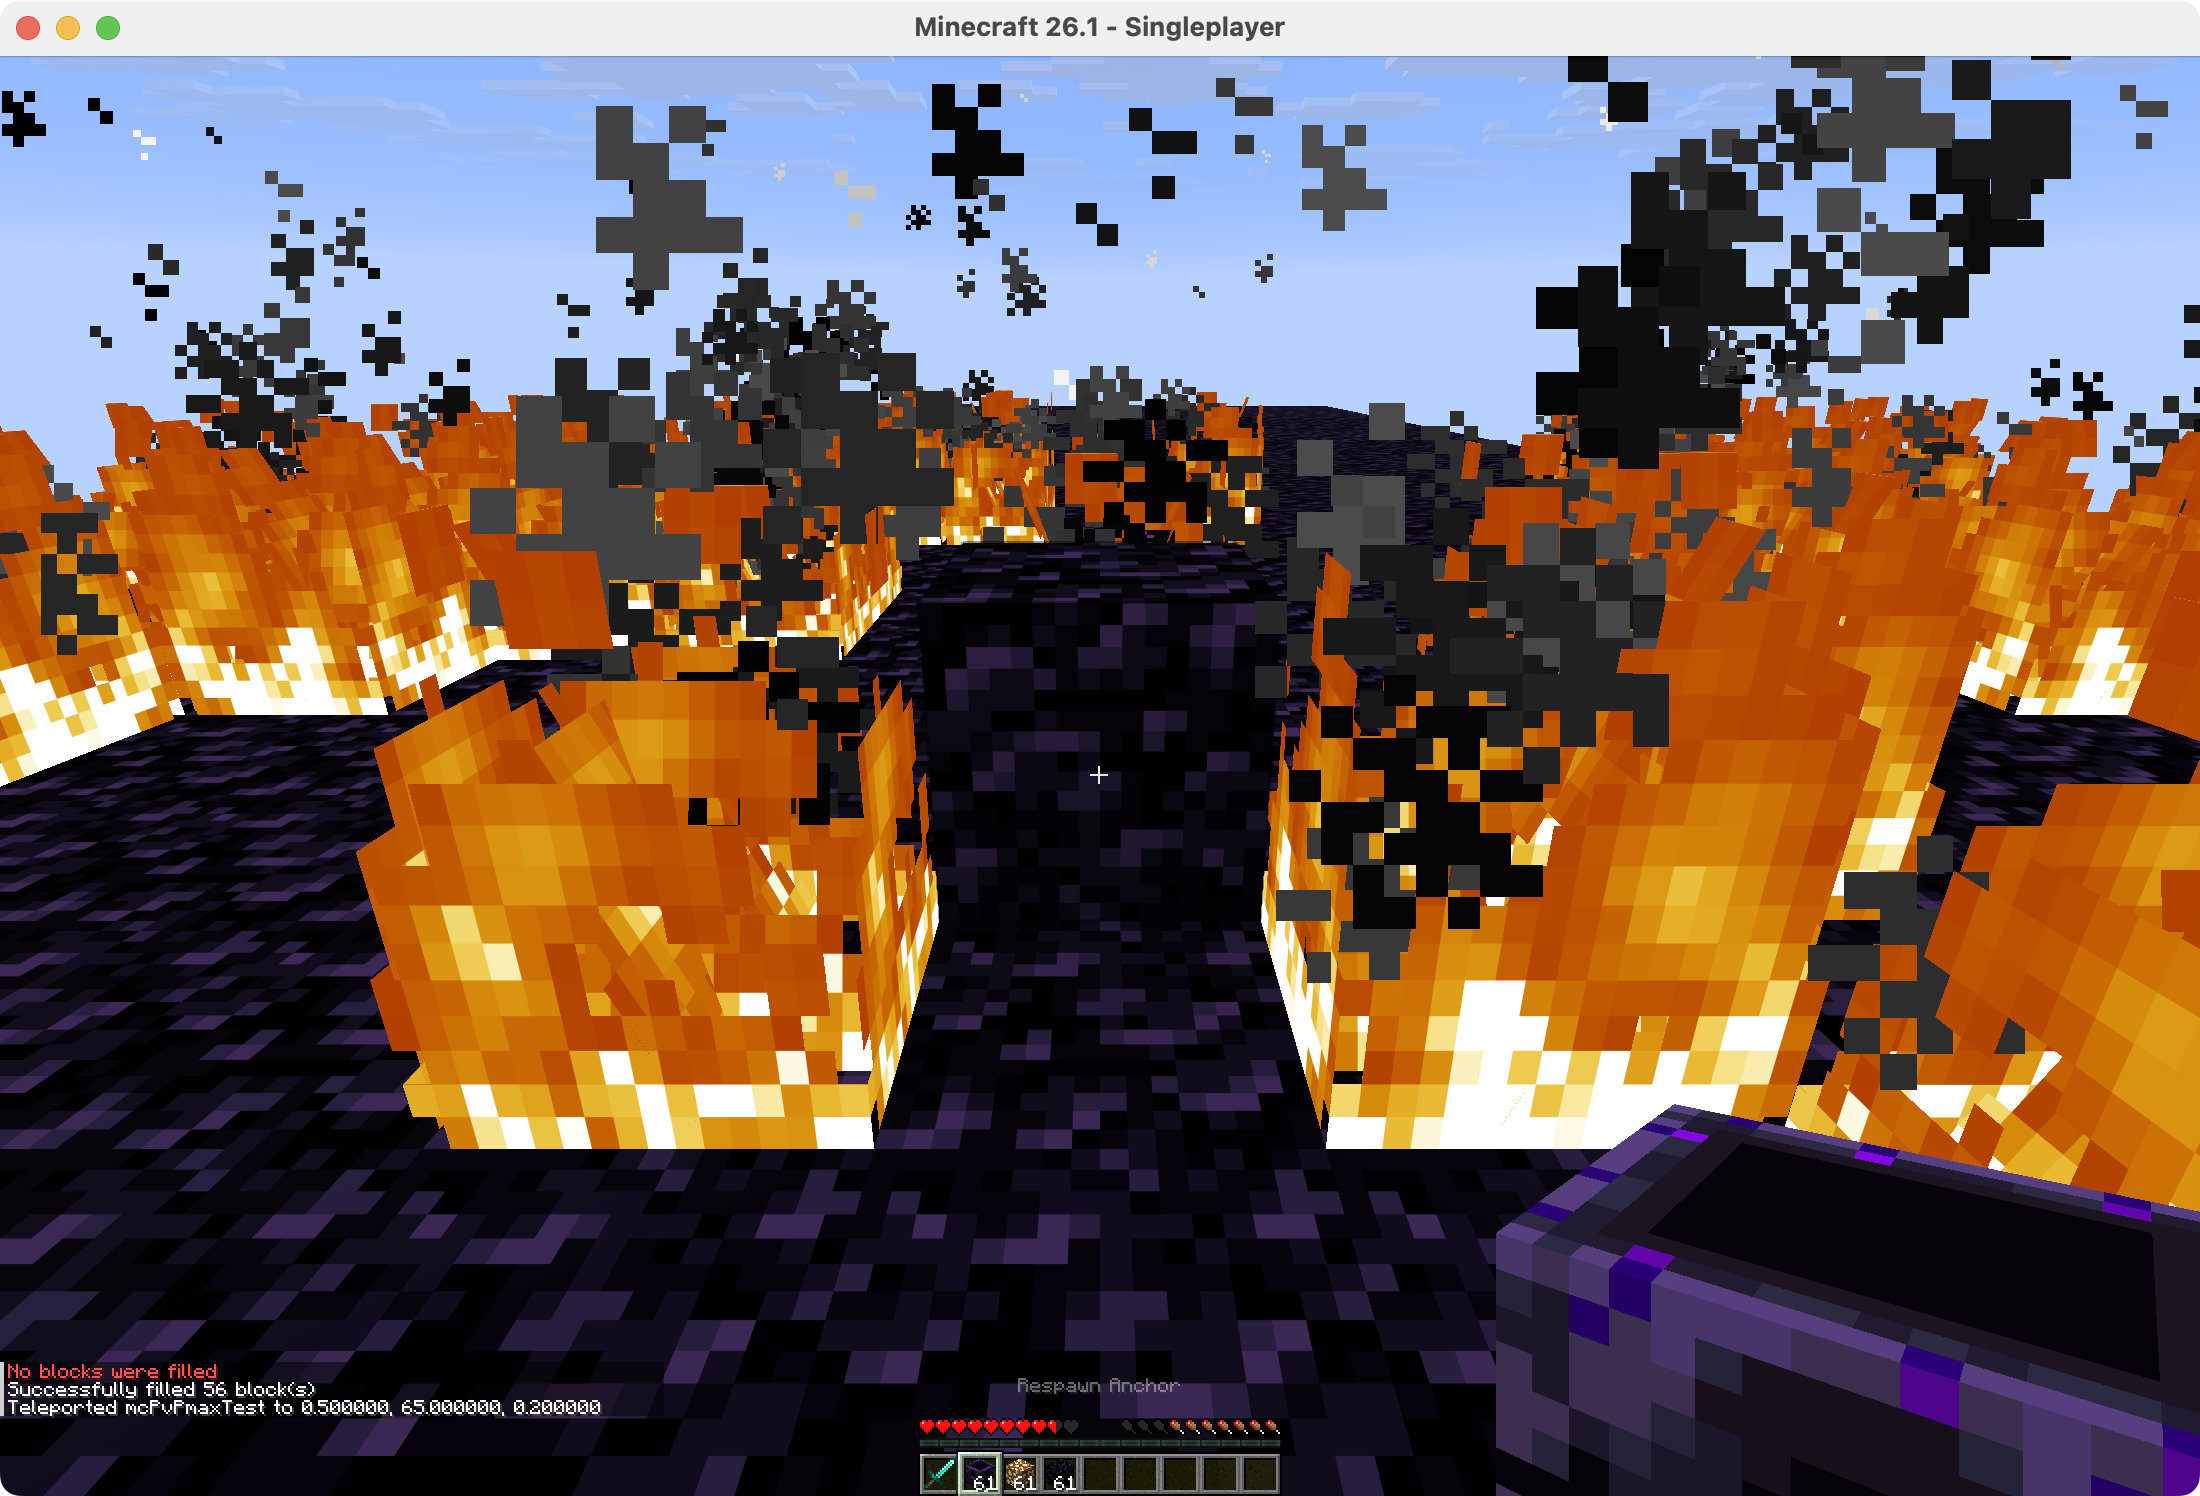 Minecraft 26.1 - Singleplayer
No blocks were filled
Successfully filled 56 block(s)
Teleported mcPvPmaxTest to 0.500000, 65.000000, 0.200000
Respawn Anchor
61 61 61